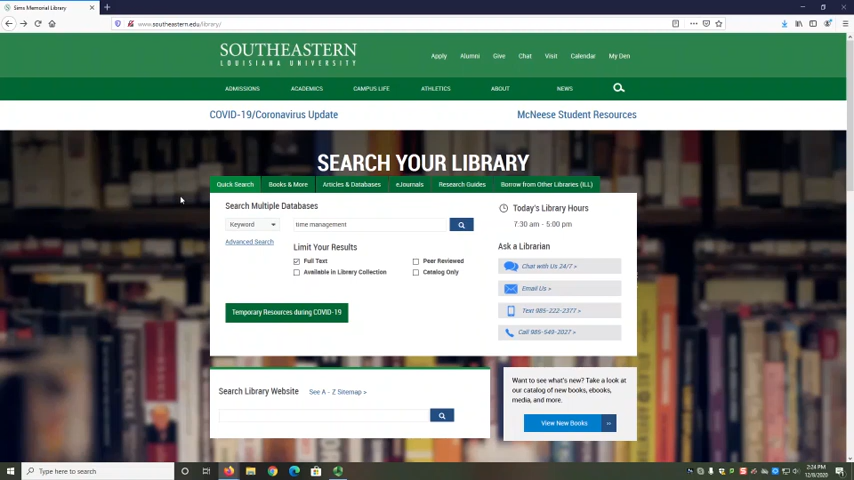 Sims Memorial Library
www.southeastern.edu/library/
SOUTHEASTERN
LOUISIANA UNIVERSITY
Apply Alumni Give Chat Visit Calendar My Den
ADMISSIONS ACADEMICS CAMPUS LIFE ATHLETICS ABOUT NEWS
COVID-19/Coronavirus Update McNeese Student Resources
SEARCH YOUR LIBRARY
Quick Search Books & More Articles & Databases eJournals Research Guides Borrow from Other Libraries (ILL)
Search Multiple Databases
Keyword time management
Advanced Search
Limit Your Results
Full Text Peer Reviewed
Available in Library Collection Catalog Only
Temporary Resources during COVID-19
Today's Library Hours
7:30 am - 5:00 pm
Ask a Librarian
Chat with Us 24/7 >
Email Us >
Text 985-222-2377 >
Call 985-549-2027 >
Search Library Website See A - Z Sitemap >
Want to see what's new? Take a look at
our catalog of new books, ebooks,
media, and more.
View New Books »
Type here to search
2:24 PM
12/8/2020